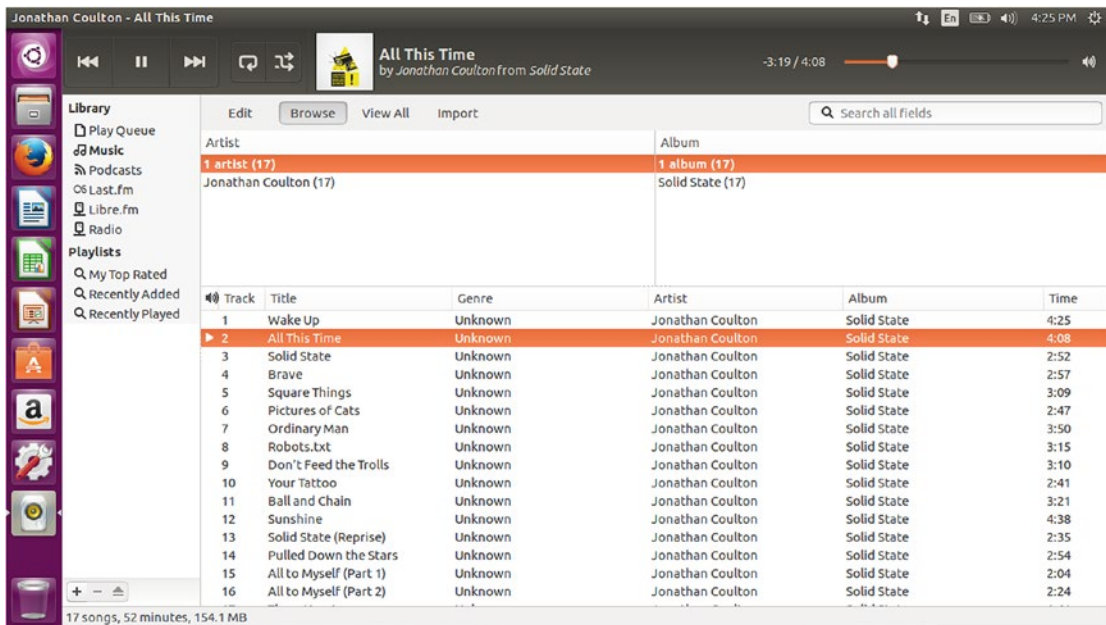 Jonathan Coulton - All This Time
En
4:25 PM
All This Time
by Jonathan Coulton from Solid State
-3:19 / 4:08
Library
Play Queue
Music
Podcasts
Last.fm
Libre.fm
Radio
Playlists
My Top Rated
Recently Added
Recently Played
Edit Browse View All Import
Search all fields
Artist Album
1 artist (17) 1 album (17)
Jonathan Coulton (17) Solid State (17)
Track Title Genre Artist Album Time
1 Wake Up Unknown Jonathan Coulton Solid State 4:25
2 All This Time Unknown Jonathan Coulton Solid State 4:08
3 Solid State Unknown Jonathan Coulton Solid State 2:52
4 Brave Unknown Jonathan Coulton Solid State 2:57
5 Square Things Unknown Jonathan Coulton Solid State 3:09
6 Pictures of Cats Unknown Jonathan Coulton Solid State 2:47
7 Ordinary Man Unknown Jonathan Coulton Solid State 3:50
8 Robots.txt Unknown Jonathan Coulton Solid State 3:15
9 Don't Feed the Trolls Unknown Jonathan Coulton Solid State 3:10
10 Your Tattoo Unknown Jonathan Coulton Solid State 2:41
11 Ball and Chain Unknown Jonathan Coulton Solid State 3:21
12 Sunshine Unknown Jonathan Coulton Solid State 4:38
13 Solid State (Reprise) Unknown Jonathan Coulton Solid State 2:35
14 Pulled Down the Stars Unknown Jonathan Coulton Solid State 2:54
15 All to Myself (Part 1) Unknown Jonathan Coulton Solid State 2:04
16 All to Myself (Part 2) Unknown Jonathan Coulton Solid State 2:24
17 songs, 52 minutes, 154.1 MB